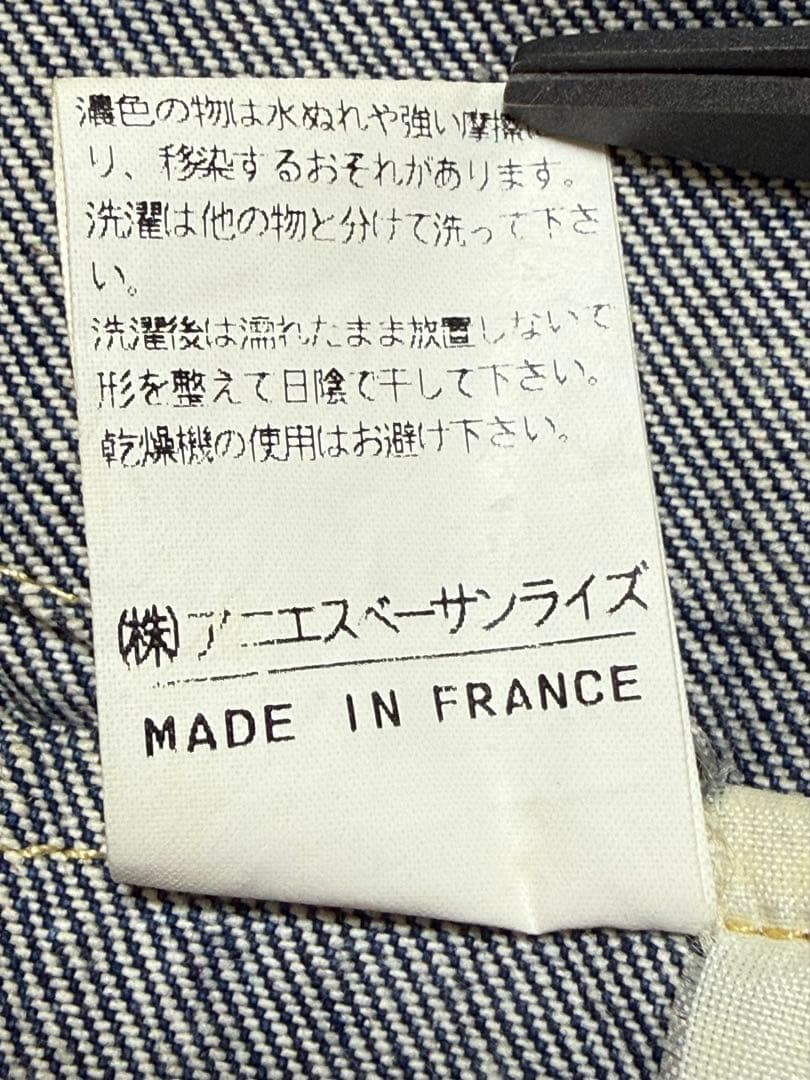 濃色の物は水ぬれや強い摩擦
り、移染するおそれがあります。
洗濯は他の物と分けて洗って下さ
い。
洗濯後は濡れたまま放置しないで
形を整えて日陰で干して下さい。
乾燥機の使用はお避け下さい。
(株)アニエスベーサンライズ
MADE IN FRANCE